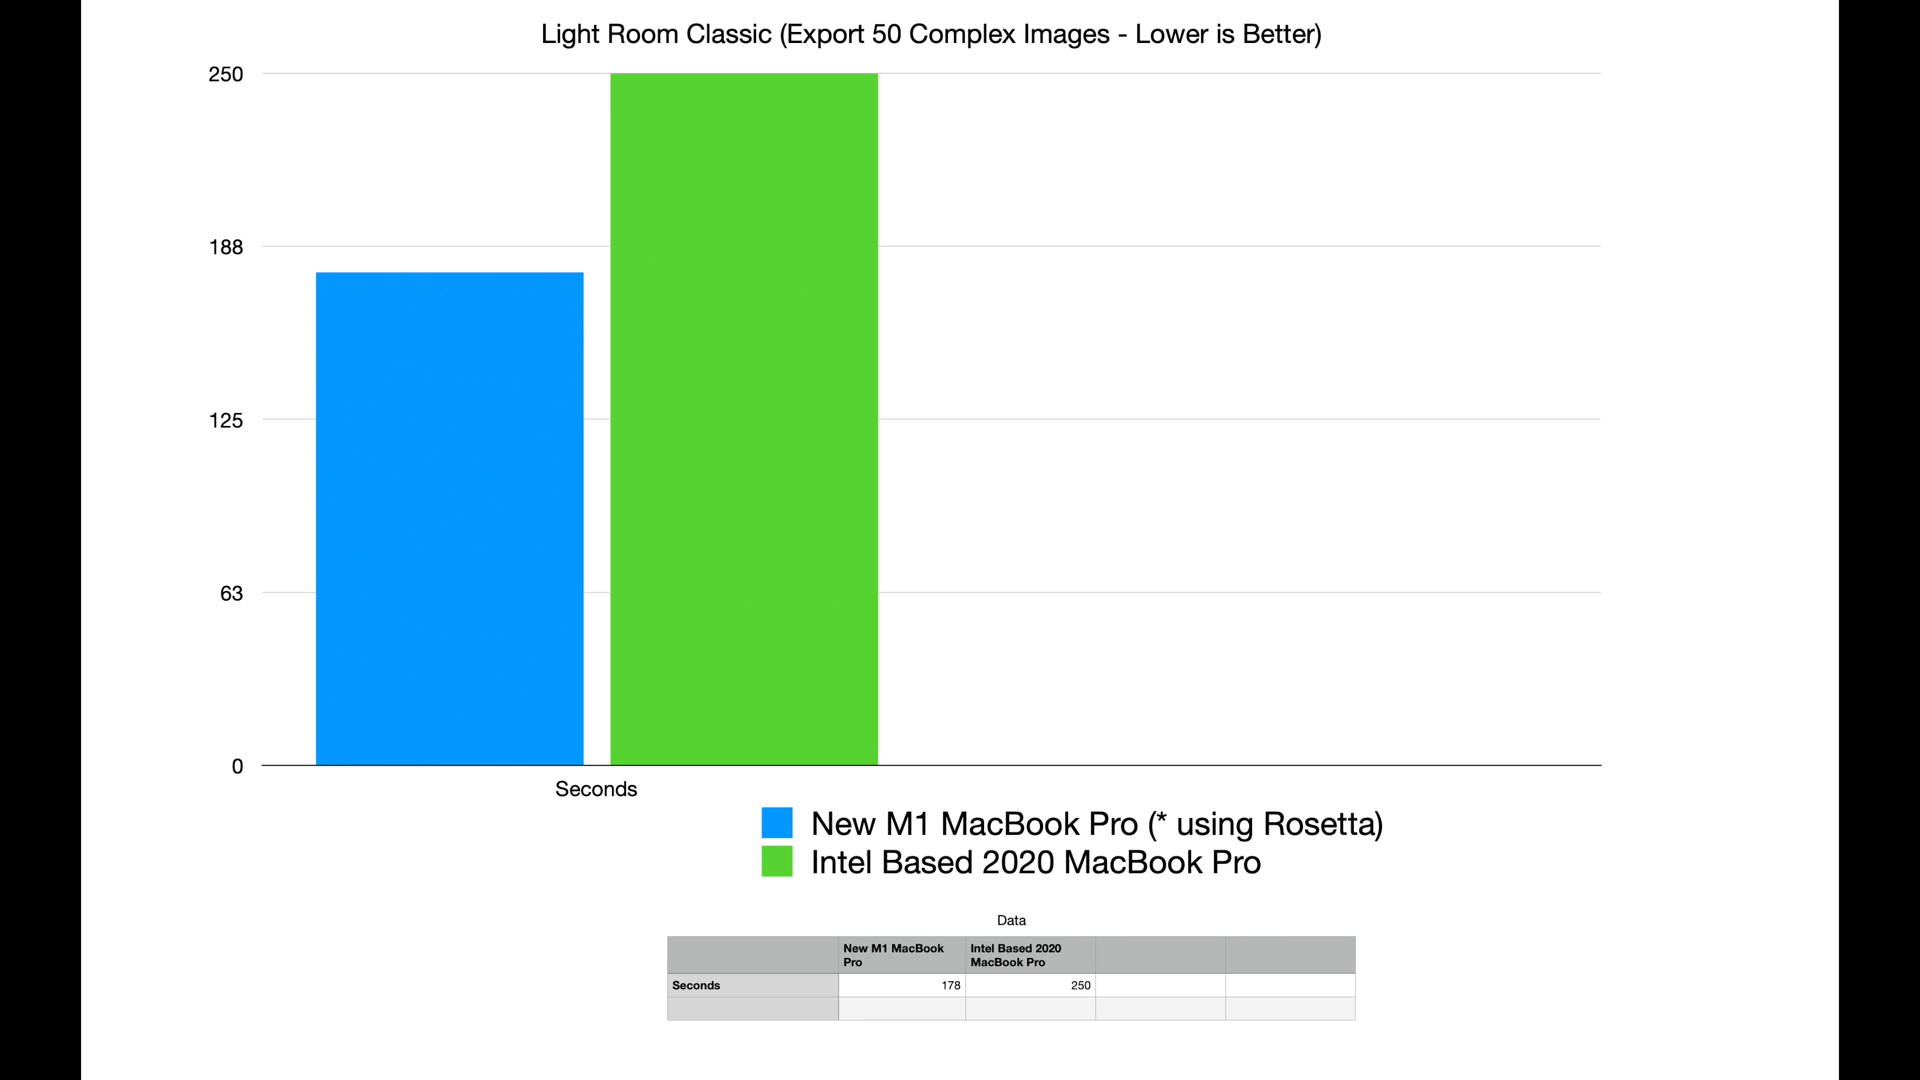 Light Room Classic (Export 50 Complex Images - Lower is Better)
250
188
125
63
0
Seconds
New M1 MacBook Pro (* using Rosetta)
Intel Based 2020 MacBook Pro
Data
New M1 MacBook
Pro
Intel Based 2020
MacBook Pro
Seconds 178 250